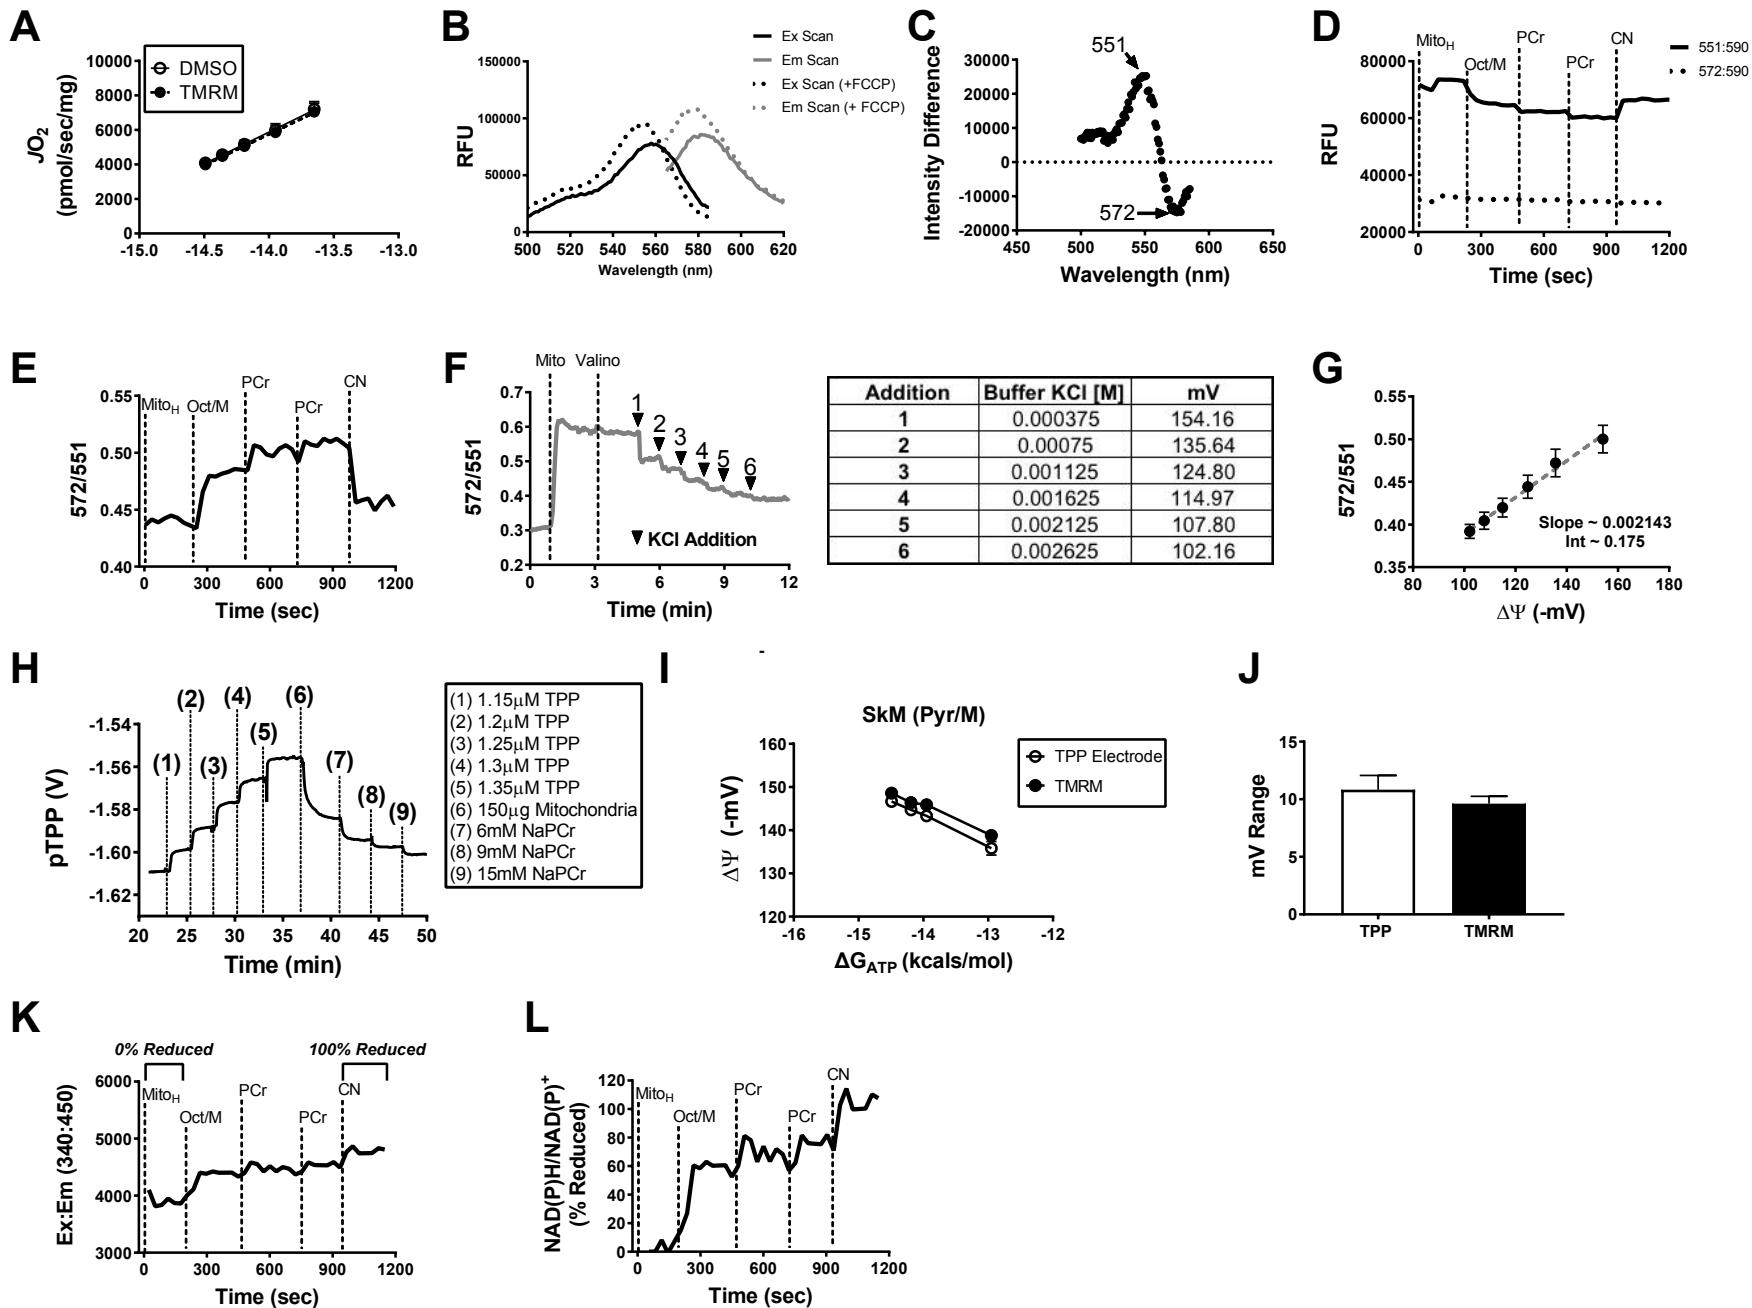 A
DMSO
TMRM
JO2
(pmol/sec/mg)
10000
8000
6000
4000
2000
0
-15.0 -14.5 -14.0 -13.5 -13.0
B
Ex Scan
Em Scan
Ex Scan (+FCCP)
Em Scan (+ FCCP)
RFU
150000
100000
50000
0
500 520 540 560 580 600 620
Wavelength (nm)
C
551
572
Intensity Difference
30000
20000
10000
0
-10000
-20000
450 500 550 600 650
Wavelength (nm)
D
MitoH
Oct/M
PCr
PCr
CN
551:590
572:590
RFU
80000
60000
40000
20000
0 300 600 900 1200
Time (sec)
E
MitoH
Oct/M
PCr
PCr
CN
572/551
0.55
0.50
0.45
0.40
0 300 600 900 1200
Time (sec)
F
Mito Valino
1
2
3
4
5
6
KCl Addition
572/551
0.7
0.6
0.5
0.4
0.3
0.2
0 3 6 9 12
Time (min)
Addition Buffer KCl [M] mV
1 0.000375 154.16
2 0.00075 135.64
3 0.001125 124.80
4 0.001625 114.97
5 0.002125 107.80
6 0.002625 102.16
G
572/551
0.55
0.50
0.45
0.40
0.35
Slope ~ 0.002143
Int ~ 0.175
80 100 120 140 160 180
ΔΨ (-mV)
H
(1)
(2)
(3)
(4)
(5)
(6)
(7)
(8)
(9)
pTPP (V)
-1.54
-1.56
-1.58
-1.60
-1.62
20 25 30 35 40 45 50
Time (min)
(1) 1.15μM TPP
(2) 1.2μM TPP
(3) 1.25μM TPP
(4) 1.3μM TPP
(5) 1.35μM TPP
(6) 150μg Mitochondria
(7) 6mM NaPCr
(8) 9mM NaPCr
(9) 15mM NaPCr
I
-
SkM (Pyr/M)
TPP Electrode
TMRM
ΔΨ (-mV)
160
150
140
130
120
-16 -15 -14 -13 -12
ΔGATP (kcals/mol)
J
mV Range
15
10
5
0
TPP TMRM
K
0% Reduced 100% Reduced
MitoH
Oct/M
PCr
PCr
CN
Ex:Em (340:450)
6000
5000
4000
3000
0 300 600 900 1200
Time (sec)
L
MitoH
Oct/M
PCr
PCr
CN
NAD(P)H/NAD(P)+
(% Reduced)
120
100
80
60
40
20
0
0 300 600 900 1200
Time (sec)